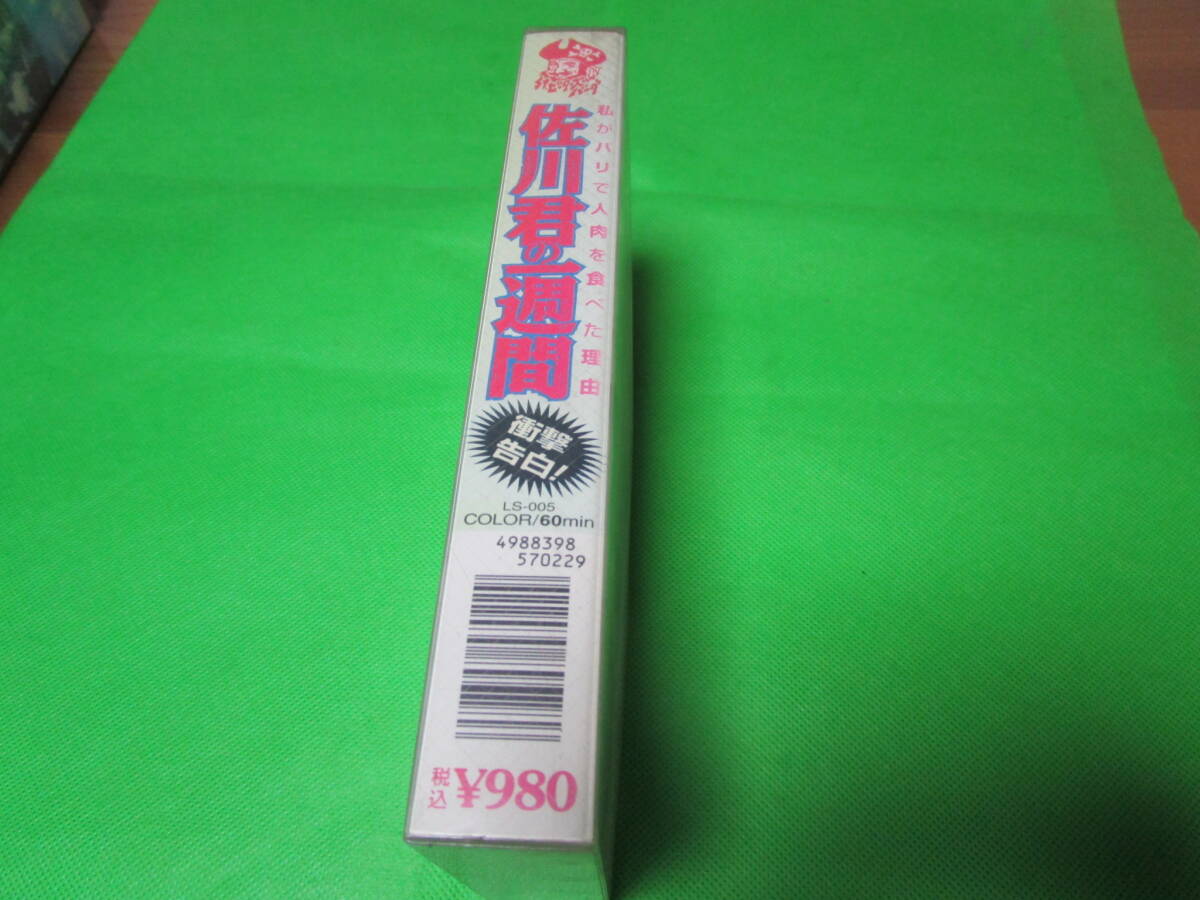 佐川君の一週間
私がパリで人肉を食べた理由
衝撃
告白!
LS-005
COLOR/60min
4988398
570229
税込 ¥980